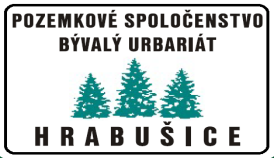 POZEMKOVÉ SPOLOČENSTVO
BÝVALÝ URBARIÁT
HRABUŠICE